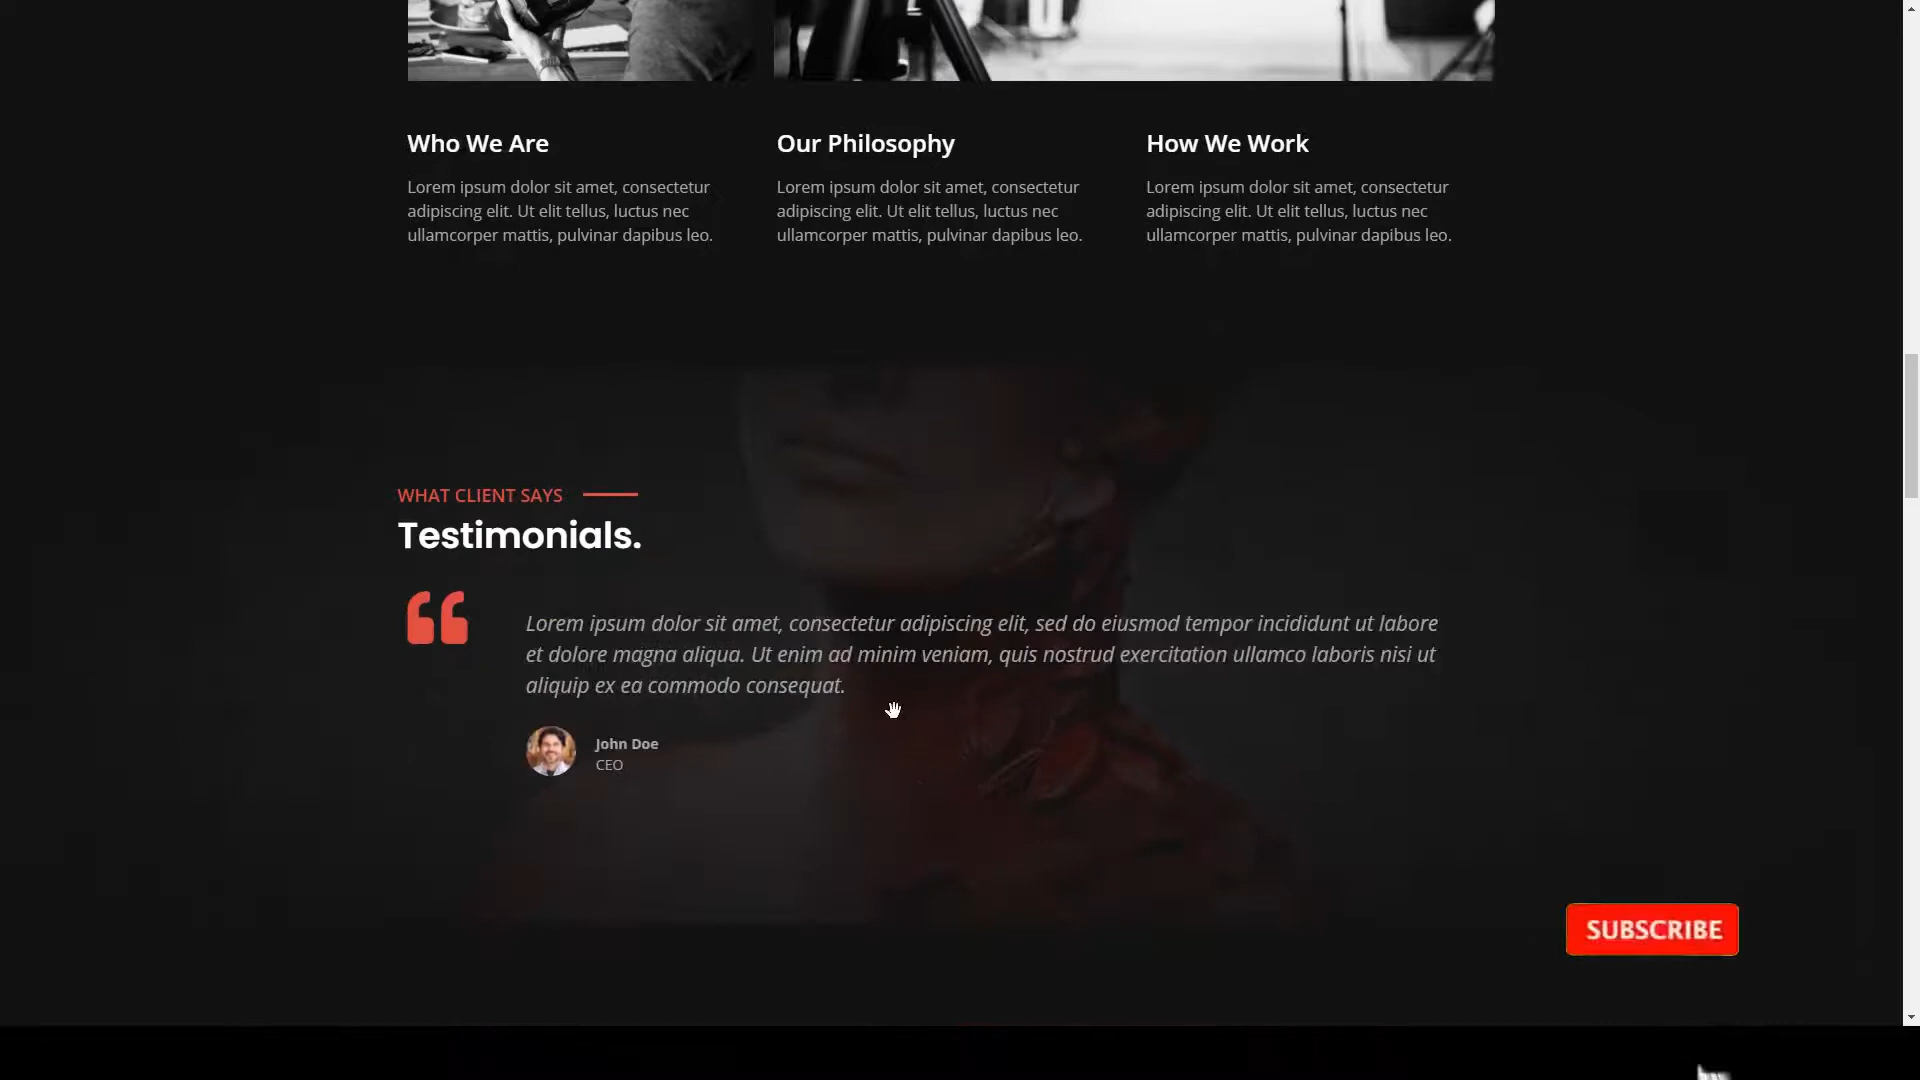 Who We Are
Lorem ipsum dolor sit amet, consectetur
adipiscing elit. Ut elit tellus, luctus nec
ullamcorper mattis, pulvinar dapibus leo.
Our Philosophy
Lorem ipsum dolor sit amet, consectetur
adipiscing elit. Ut elit tellus, luctus nec
ullamcorper mattis, pulvinar dapibus leo.
How We Work
Lorem ipsum dolor sit amet, consectetur
adipiscing elit. Ut elit tellus, luctus nec
ullamcorper mattis, pulvinar dapibus leo.
WHAT CLIENT SAYS
Testimonials.
Lorem ipsum dolor sit amet, consectetur adipiscing elit, sed do eiusmod tempor incididunt ut labore
et dolore magna aliqua. Ut enim ad minim veniam, quis nostrud exercitation ullamco laboris nisi ut
aliquip ex ea commodo consequat.
John Doe
CEO
SUBSCRIBE